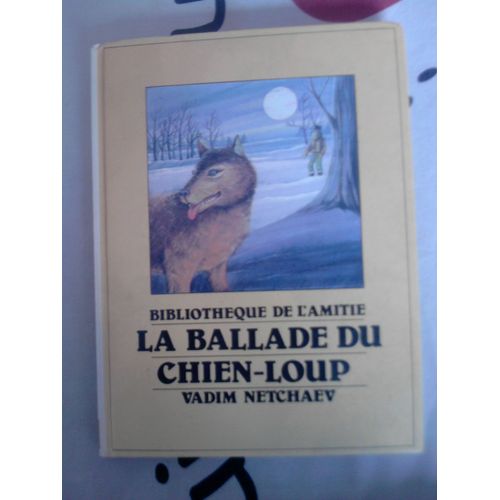 BIBLIOTHEQUE DE L'AMITIE
LA BALLADE DU
CHIEN-LOUP
VADIM NETCHAEV